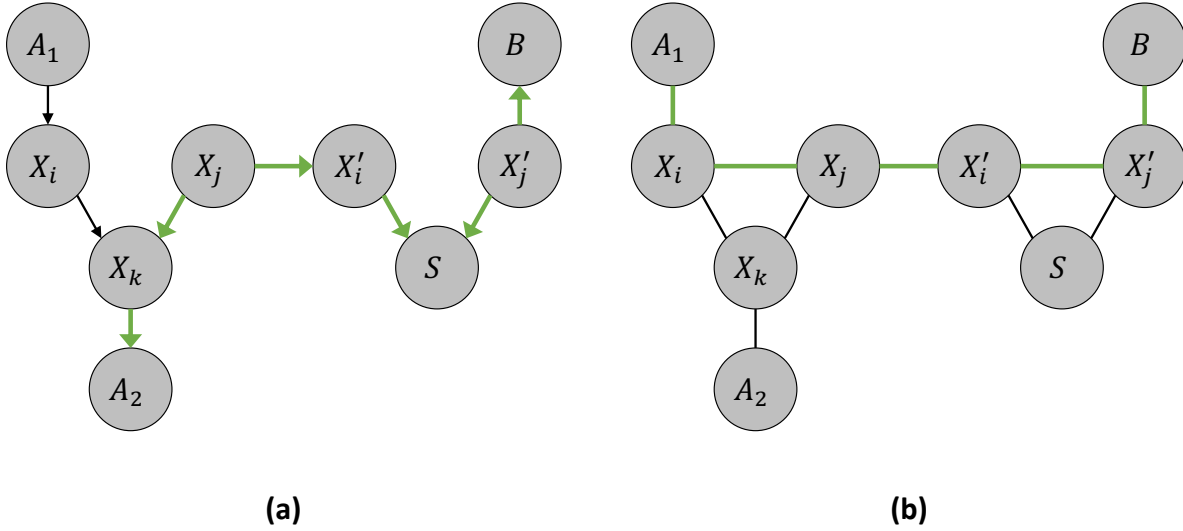 A₁ B A₁ B
Xᵢ Xⱼ X′ᵢ X′ⱼ Xᵢ Xⱼ X′ᵢ X′ⱼ
Xₖ S Xₖ S
A₂ A₂
(a) (b)